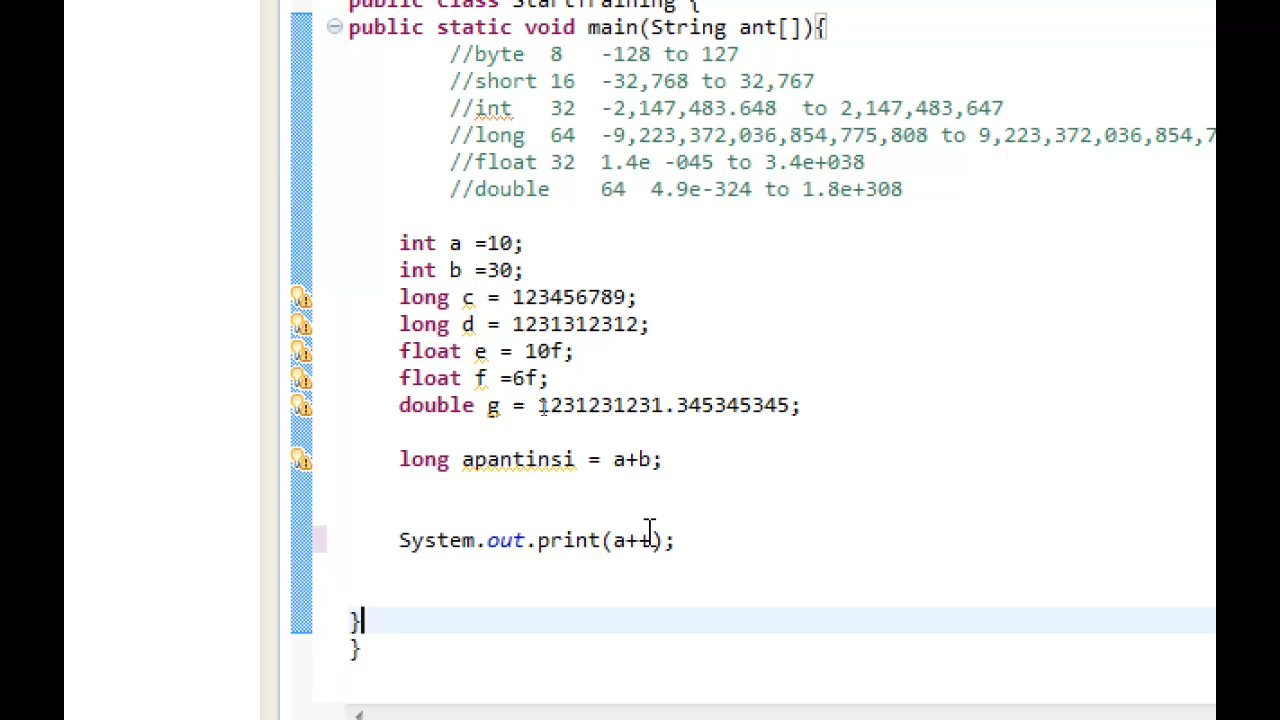 public class StartTraining {
public static void main(String ant[]){
//byte 8 -128 to 127
//short 16 -32,768 to 32,767
//int 32 -2,147,483.648 to 2,147,483,647
//long 64 -9,223,372,036,854,775,808 to 9,223,372,036,854,7
//float 32 1.4e -045 to 3.4e+038
//double 64 4.9e-324 to 1.8e+308
int a =10;
int b =30;
long c = 123456789;
long d = 1231312312;
float e = 10f;
float f =6f;
double g = 1231231231.345345345;
long apantinsi = a+b;
System.out.print(a++);
}
}